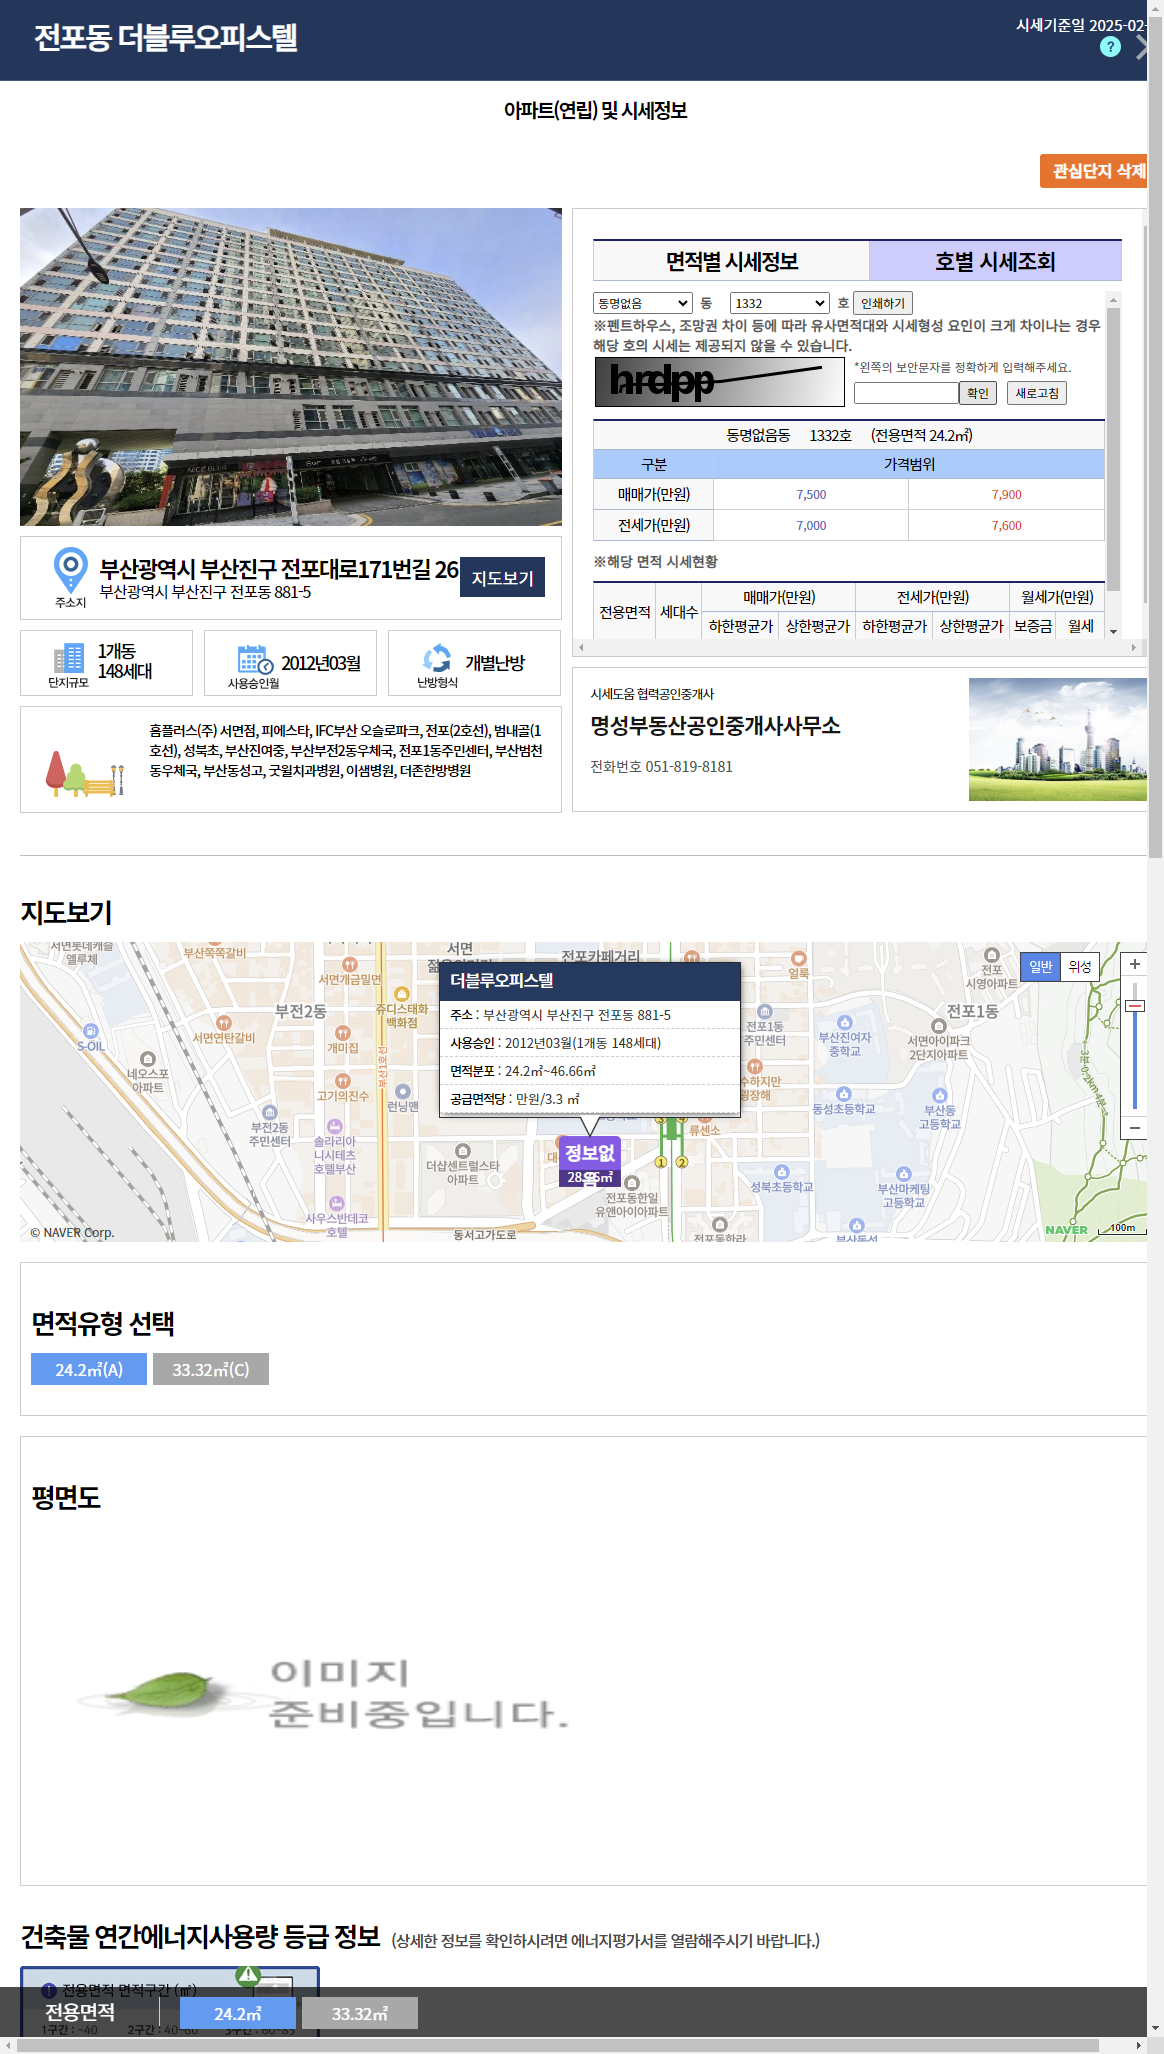 전포동 더블루오피스텔
시세기준일 2025-02-
?
아파트(연립) 및 시세정보
관심단지 삭제
면적별 시세정보 호별 시세조회
동명없음 동 1332 호 인쇄하기
※펜트하우스, 조망권 차이 등에 따라 유사면적대와 시세형성 요인이 크게 차이나는 경우
해당 호의 시세는 제공되지 않을 수 있습니다.
hrdpp
*왼쪽의 보안문자를 정확하게 입력해주세요.
확인 새로고침
동명없음동 1332호 (전용면적 24.2㎡)
구분 가격범위
매매가(만원) 7,500 7,900
전세가(만원) 7,000 7,600
※해당 면적 시세현황
전용면적 세대수 매매가(만원) 전세가(만원) 월세가(만원)
하한평균가 상한평균가 하한평균가 상한평균가 보증금 월세
주소지
부산광역시 부산진구 전포대로171번길 26
부산광역시 부산진구 전포동 881-5
지도보기
단지규모
1개동
148세대
사용승인월
2012년03월
난방형식
개별난방
홈플러스(주) 서면점, 피에스타, IFC부산 오슬로파크, 전포(2호선), 범내골(1
호선), 성북초, 부산진여중, 부산부전2동우체국, 전포1동주민센터, 부산범천
동우체국, 부산동성고, 굿윌치과병원, 이샘병원, 더존한방병원
시세도움 협력공인중개사
명성부동산공인중개사사무소
전화번호 051-819-8181
지도보기
서면롯데캐슬
엘루체
부산쪽쪽갈비
서면개금밀면
서면
전포카페거리
얼룩
전포
시영아파트
일반 위성
부전2동
쥬디스태화
백화점
서면연탄갈비
개미집
S-OIL
네오스포
아파트
고기의진수
런닝맨
부산1호선
부전2동
주민센터
솔라리아
니시테츠
호텔부산
더샵센트럴스타
아파트
사우스반데코
호텔
동서고가도로
더블루오피스텔
주소 : 부산광역시 부산진구 전포동 881-5
사용승인 : 2012년03월(1개동 148세대)
면적분포 : 24.2㎡~46.66㎡
공급면적당 : 만원/3.3 ㎡
정보없
음
전포1동
주민센터
부산진여자
중학교
전포1동
서면아이파크
2단지아파트
동성초등학교
부산동
고등학교
류센소
1 2
성북초등학교
부산마케팅
고등학교
전포동한일
유앤아이아파트
전포동한라
부산동성
© NAVER Corp.
NAVER
100m
면적유형 선택
24.2㎡(A) 33.32㎡(C)
평면도
이미지
준비중입니다.
건축물 연간에너지사용량 등급 정보 (상세한 정보를 확인하시려면 에너지평가서를 열람해주시기 바랍니다.)
전용면적 면적구간 (㎡)
1구간 : ~40 2구간 : 40~60 3구간 : 60~85
전용면적 24.2㎡ 33.32㎡